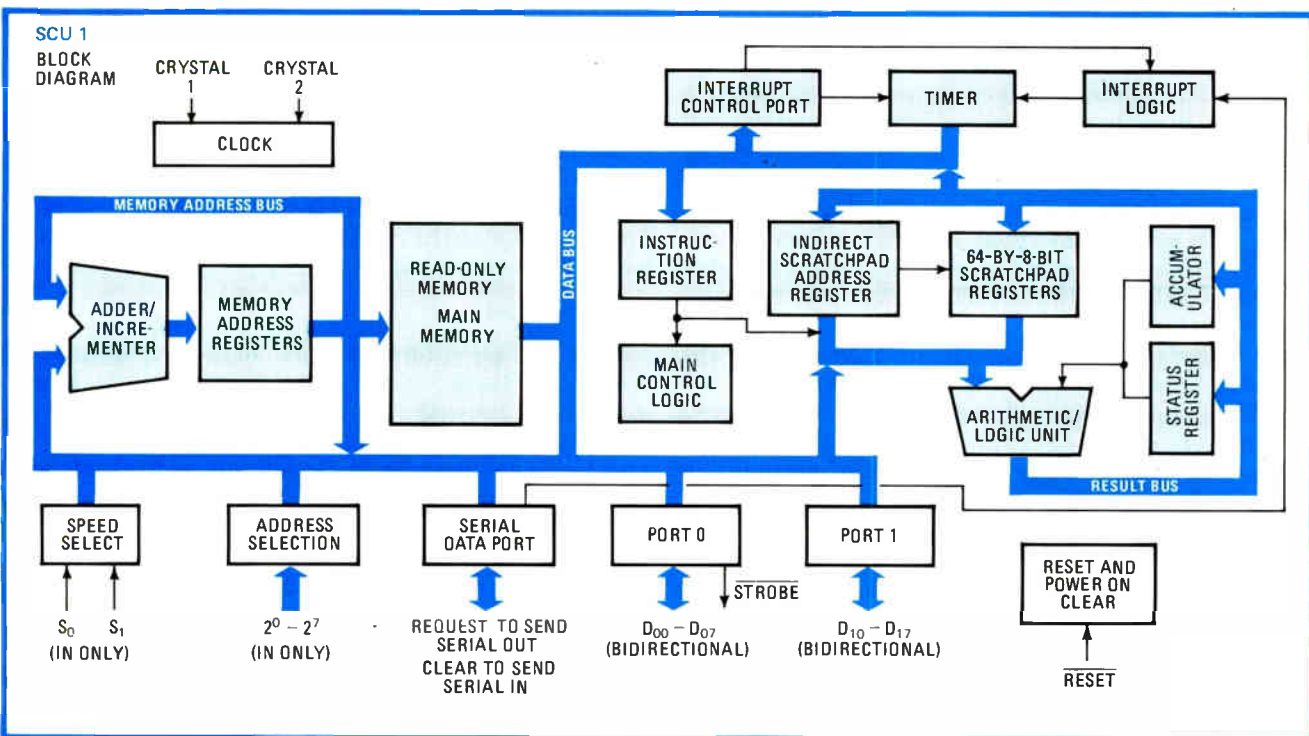 SCU 1
BLOCK
DIAGRAM
CRYSTAL
1
CRYSTAL
2
CLOCK
INTERRUPT
CONTROL PORT
TIMER
INTERRUPT
LOGIC
MEMORY ADDRESS BUS
ADDER/
INCRE-
MENTER
MEMORY
ADDRESS
REGISTERS
READ-ONLY
MEMORY
MAIN
MEMORY
DATA BUS
INSTRUC-
TION
REGISTER
MAIN
CONTROL
LOGIC
INDIRECT
SCRATCHPAD
ADDRESS
REGISTER
64-BY-8-BIT
SCRATCHPAD
REGISTERS
ACCUM-
ULATOR
STATUS
REGISTER
ARITHMETIC/
LOGIC UNIT
RESULT BUS
SPEED
SELECT
ADDRESS
SELECTION
SERIAL
DATA PORT
PORT 0
PORT 1
RESET AND
POWER ON
CLEAR
S₀ S₁
(IN ONLY)
2⁰ – 2⁷
(IN ONLY)
REQUEST TO SEND
SERIAL OUT
CLEAR TO SEND
SERIAL IN
STROBE
D₀₀ – D₀₇
(BIDIRECTIONAL)
D₁₀ – D₁₇
(BIDIRECTIONAL)
RESET